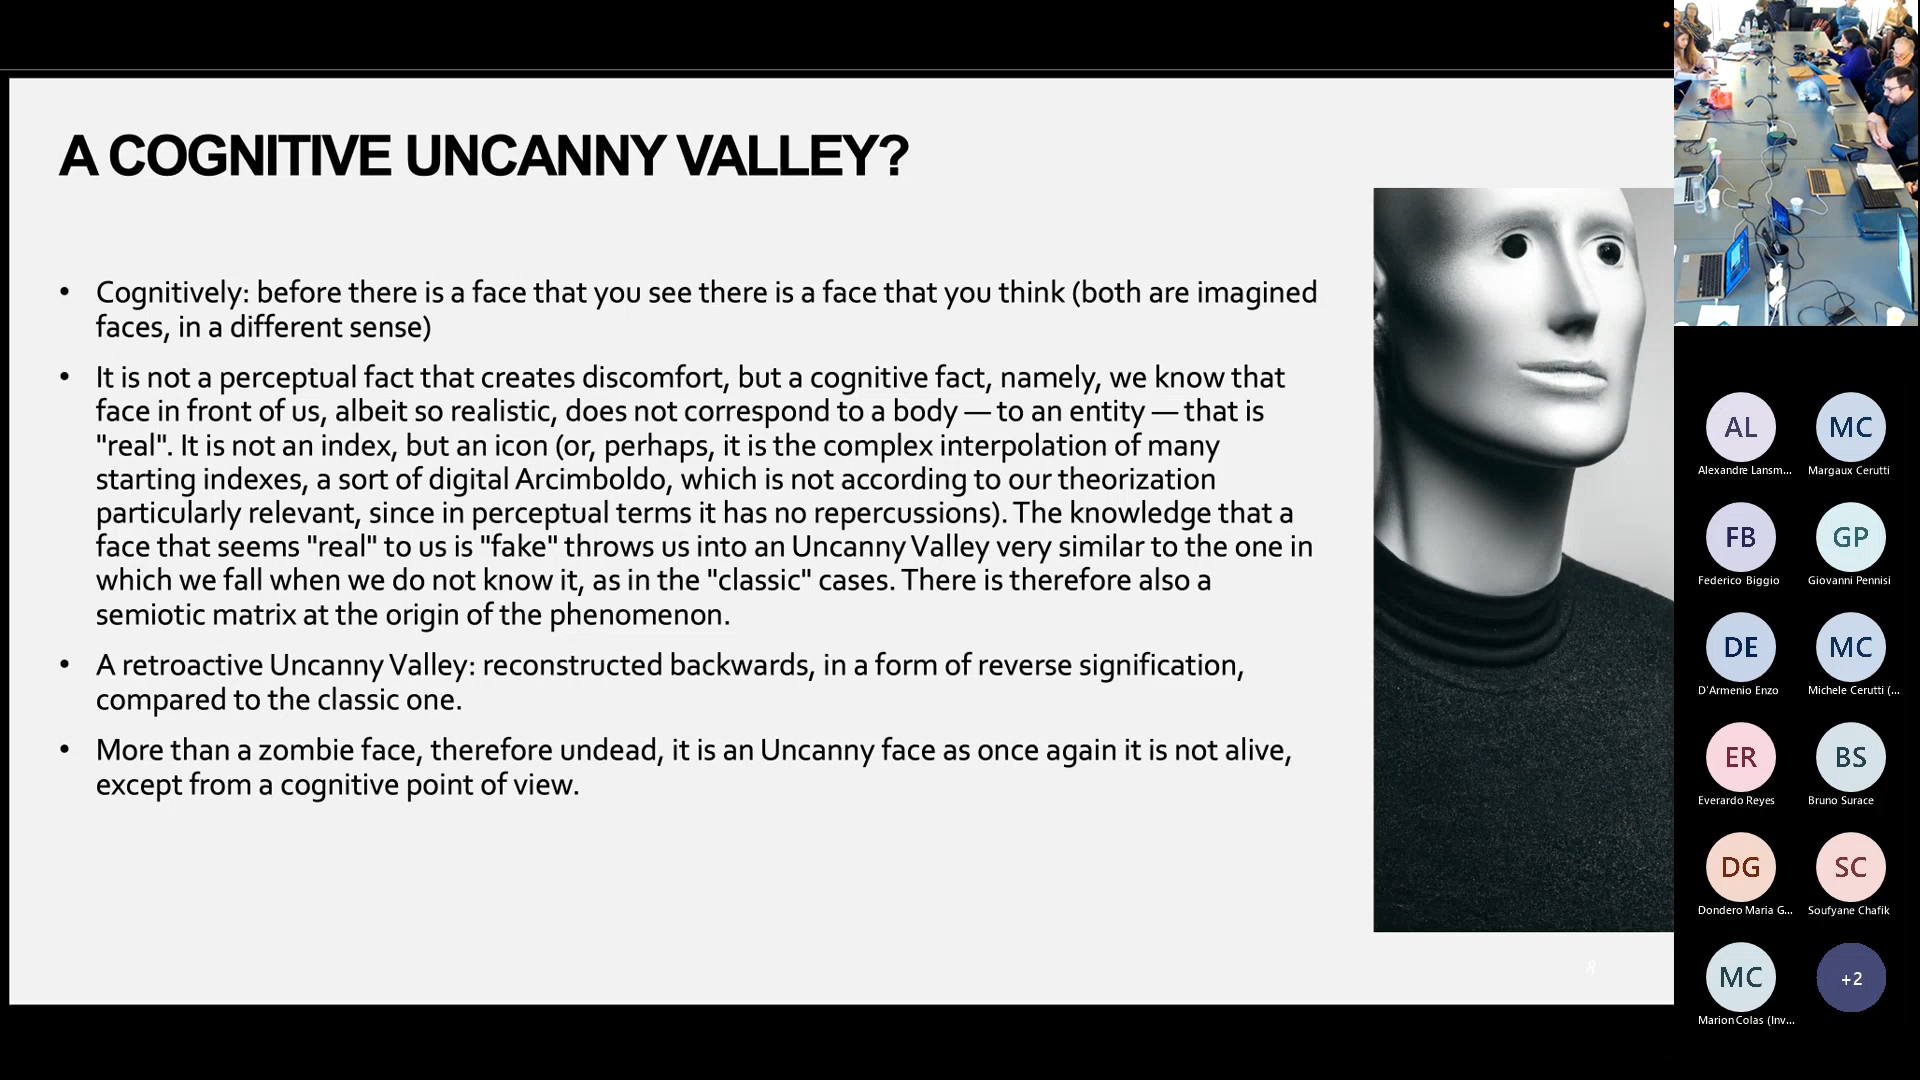 A COGNITIVE UNCANNY VALLEY?
• Cognitively: before there is a face that you see there is a face that you think (both are imagined
faces, in a different sense)
• It is not a perceptual fact that creates discomfort, but a cognitive fact, namely, we know that
face in front of us, albeit so realistic, does not correspond to a body — to an entity — that is
"real". It is not an index, but an icon (or, perhaps, it is the complex interpolation of many
starting indexes, a sort of digital Arcimboldo, which is not according to our theorization
particularly relevant, since in perceptual terms it has no repercussions). The knowledge that a
face that seems "real" to us is "fake" throws us into an Uncanny Valley very similar to the one in
which we fall when we do not know it, as in the "classic" cases. There is therefore also a
semiotic matrix at the origin of the phenomenon.
• A retroactive Uncanny Valley: reconstructed backwards, in a form of reverse signification,
compared to the classic one.
• More than a zombie face, therefore undead, it is an Uncanny face as once again it is not alive,
except from a cognitive point of view.
8
AL MC
Alexandre Lansm... Margaux Cerutti
FB GP
Federico Biggio Giovanni Pennisi
DE MC
D'Armenio Enzo Michele Cerutti (...
ER BS
Everardo Reyes Bruno Surace
DG SC
Dondero Maria G... Soufyane Chafik
MC +2
Marion Colas (Inv...